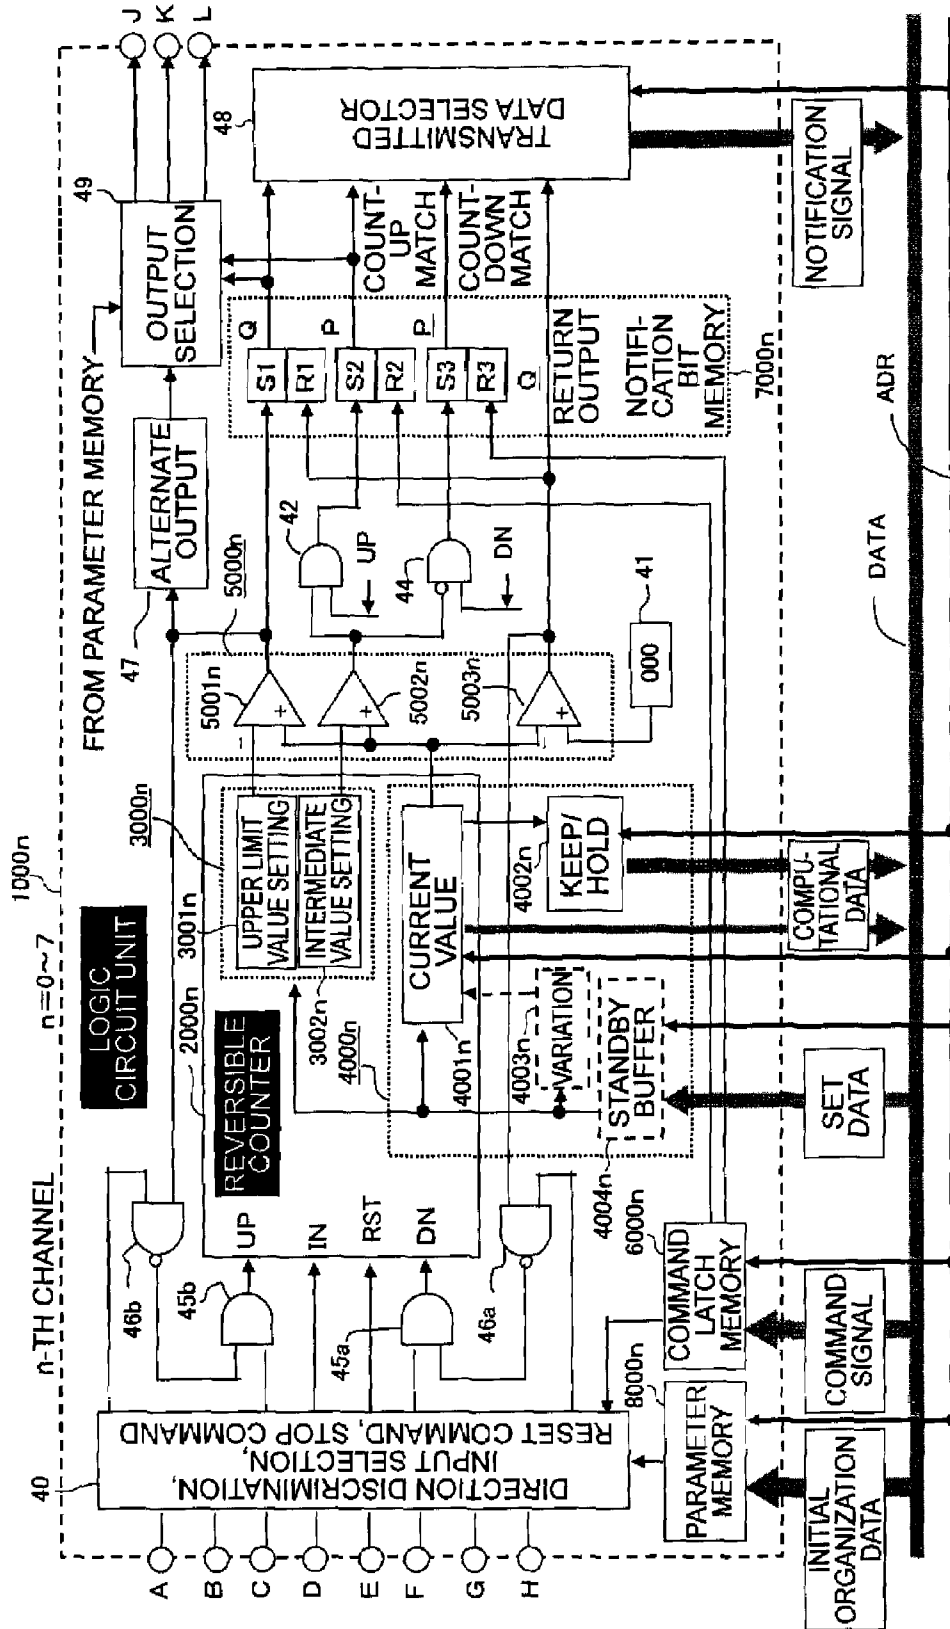 n-TH CHANNEL
n=0~7
1000n
LOGIC
CIRCUIT UNIT
FROM PARAMETER MEMORY
A
B
C
D
E
F
G
H
40
DIRECTION DISCRIMINATION,
INPUT SELECTION,
RESET COMMAND, STOP COMMAND
46b
45b
45a
46a
UP
IN
RST
DN
2000n
REVERSIBLE
COUNTER
3000n
3001n
UPPER LIMIT
VALUE SETTING
INTERMEDIATE
VALUE SETTING
3002n
4000n
4001n
CURRENT
VALUE
4002n
KEEP/
HOLD
4003n
VARIATION
STANDBY
BUFFER
4004n
5000n
5001n
-
+
5002n
+
5003n
-
+
41
000
42
UP
44
DN
47
ALTERNATE
OUTPUT
49
OUTPUT
SELECTION
J
K
L
Q
S1
R1
P
S2
R2
P
S3
R3
Q
RETURN
OUTPUT
NOTIFI-
CATION
BIT
MEMORY
7000n
COUNT-
UP
MATCH
COUNT-
DOWN
MATCH
48
TRANSMITTED
DATA SELECTOR
8000n
PARAMETER
MEMORY
6000n
COMMAND
LATCH
MEMORY
INITIAL
ORGANIZATION
DATA
COMMAND
SIGNAL
SET
DATA
COMPU-
TATIONAL
DATA
NOTIFICATION
SIGNAL
DATA
ADR